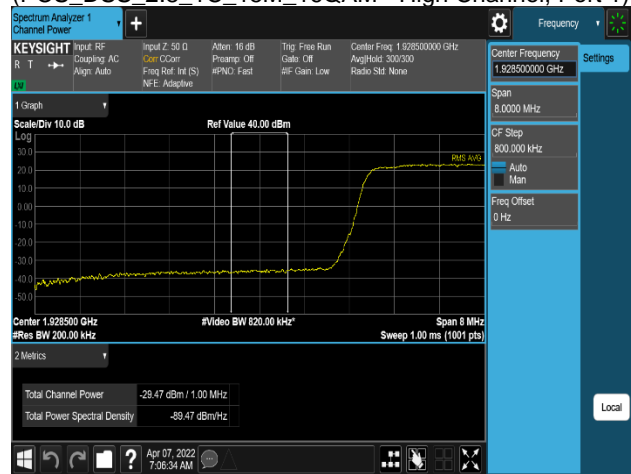 Spectrum Analyzer 1
Channel Power
+
Frequency
KEYSIGHT
R T
Input: RF
Coupling: AC
Align: Auto
Input Z: 50 Ω
Corr CCorr
Freq Ref: Int (S)
NFE: Adaptive
Atten: 16 dB
Preamp: Off
#PNO: Fast
Trig: Free Run
Gate: Off
#IF Gain: Low
Center Freq: 1.928500000 GHz
Avg|Hold: 300/300
Radio Std: None
Center Frequency
1.928500000 GHz
Settings
Span
8.0000 MHz
CF Step
800.000 kHz
Auto
Man
Freq Offset
0 Hz
1 Graph
Scale/Div 10.0 dB
Ref Value 40.00 dBm
Log
30.0
20.0
10.0
0.00
-10.0
-20.0
-30.0
-40.0
-50.0
RMS AVG
Center 1.928500 GHz
#Video BW 820.00 kHz*
Span 8 MHz
#Res BW 200.00 kHz
Sweep 1.00 ms (1001 pts)
2 Metrics
Total Channel Power -29.47 dBm / 1.00 MHz
Total Power Spectral Density -89.47 dBm/Hz
Local
?
Apr 07, 2022
7:06:34 AM